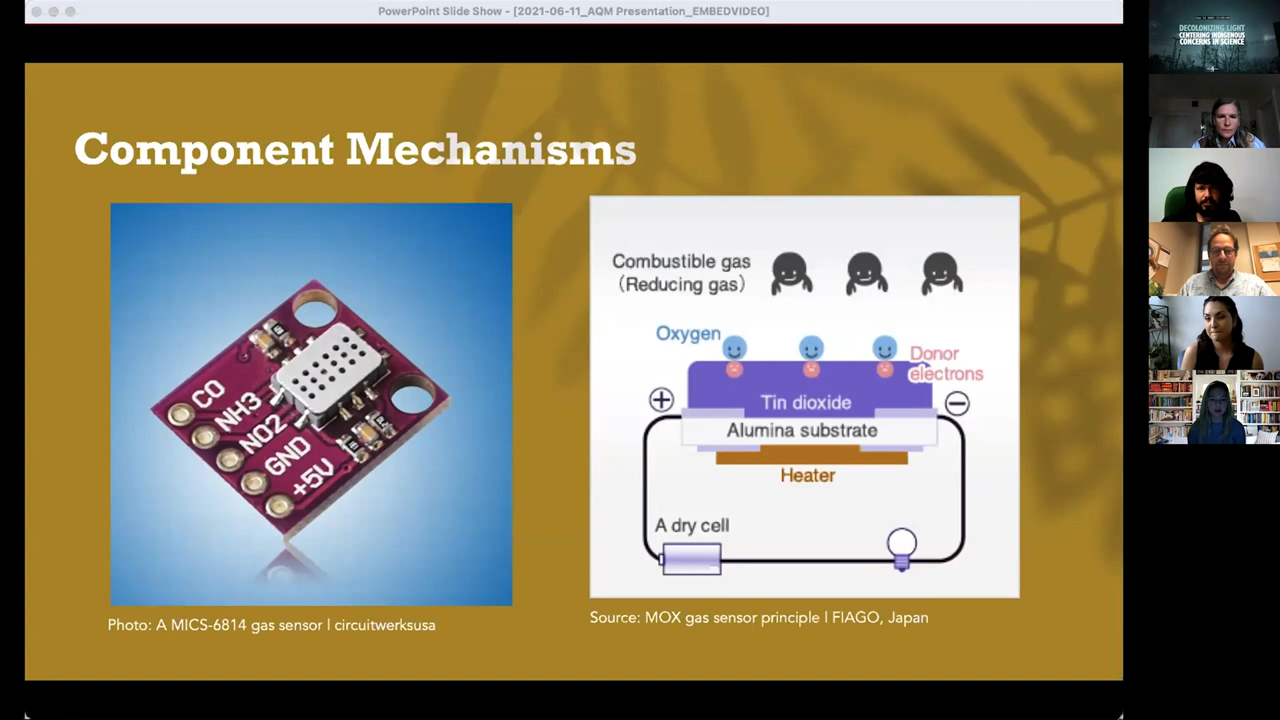 PowerPoint Slide Show - [2021-06-11_AQM Presentation_EMBEDVIDEO]
Component Mechanisms
CO
NH3
NO2
GND
+5V
Photo: A MICS-6814 gas sensor | circuitwerksusa
Combustible gas
(Reducing gas)
Oxygen
Donor
electrons
+
−
Tin dioxide
Alumina substrate
Heater
A dry cell
Source: MOX gas sensor principle | FIAGO, Japan
DECOLONIZING LIGHT
CENTERING INDIGENOUS
CONCERNS IN SCIENCE